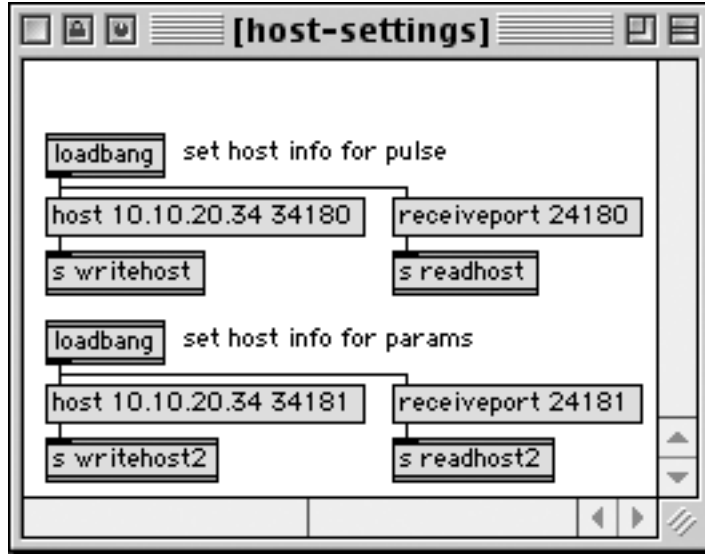 [host-settings]
loadbang set host info for pulse
host 10.10.20.34 34180 receiveport 24180
s writehost s readhost
loadbang set host info for params
host 10.10.20.34 34181 receiveport 24181
s writehost2 s readhost2